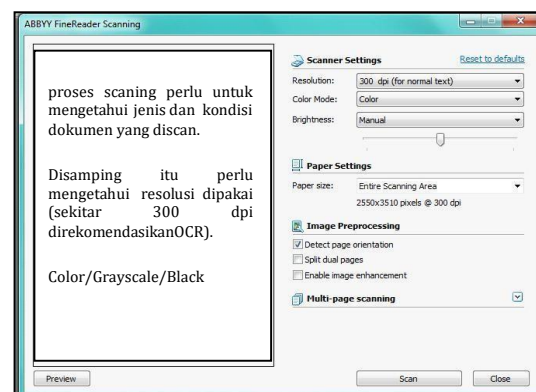 ABBYY FineReader Scanning
proses scaning perlu untuk
mengetahui jenis dan kondisi
dokumen yang discan.
Disamping itu perlu
mengetahui resolusi dipakai
(sekitar 300 dpi
direkomendasikanOCR).
Color/Grayscale/Black
Preview
Scanner Settings
Reset to defaults
Resolution: 300 dpi (for normal text)
Color Mode: Color
Brightness: Manual
Paper Settings
Paper size: Entire Scanning Area
2550x3510 pixels @ 300 dpi
Image Preprocessing
Detect page orientation
Split dual pages
Enable image enhancement
Multi-page scanning
Scan
Close